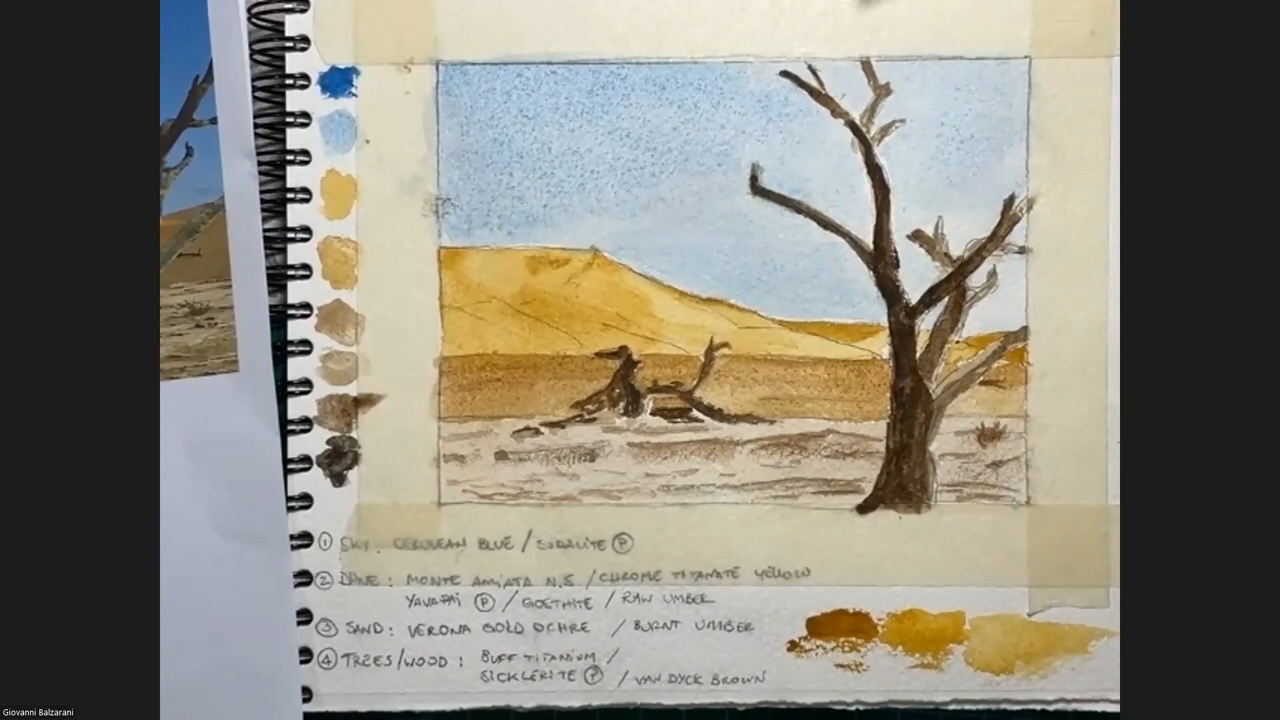 ① SKY: CERULEAN BLUE / SODALITE Ⓟ
② DUNE: MONTE AMIATA N.S / CHROME TITANATE YELLOW
YAVAPAI Ⓟ / GOETHITE / RAW UMBER
③ SAND: VERONA GOLD OCHRE / BURNT UMBER
④ TREES/WOOD: BUFF TITANIUM /
SICKLERITE Ⓟ / VAN DYCK BROWN
Giovanni Balzarani